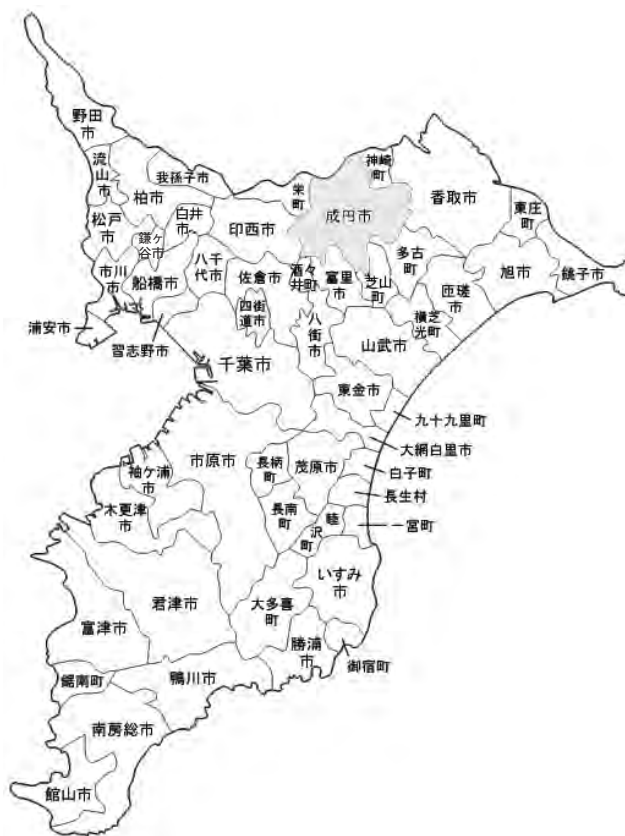 野田
市
流
山
市
我孫子市
柏市
松戸
市
鎌ヶ
谷市
白井
市
印西市
栄
町
成田市
神崎
町
香取市
東庄
町
市川
市
船橋市
八千
代市
佐倉市
酒々
井町
富里
市
芝山
町
多古
町
匝瑳
市
旭市
銚子市
四街
道市
八
街
市
横芝
光町
山武市
浦安市
習志野市
千葉市
東金市
九十九里町
大網白里市
市原市
長柄
町
茂原市
白子町
長生村
袖ケ浦
市
木更津
市
長南
町
睦
沢
町
一宮町
いすみ
市
君津市
大多喜
町
富津市
勝浦
市
御宿町
鋸南町
鴨川市
南房総市
館山市